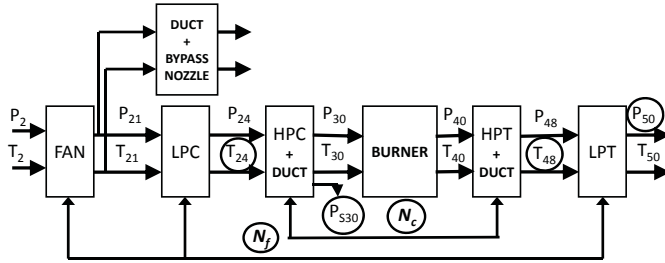 DUCT
+
BYPASS
NOZZLE
P2 P21 P24 P30 P40 P48 P50
FAN LPC HPC + DUCT BURNER HPT + DUCT LPT
T2 T21 T24 T30 T40 T48 T50
PS30
Nc
Nf